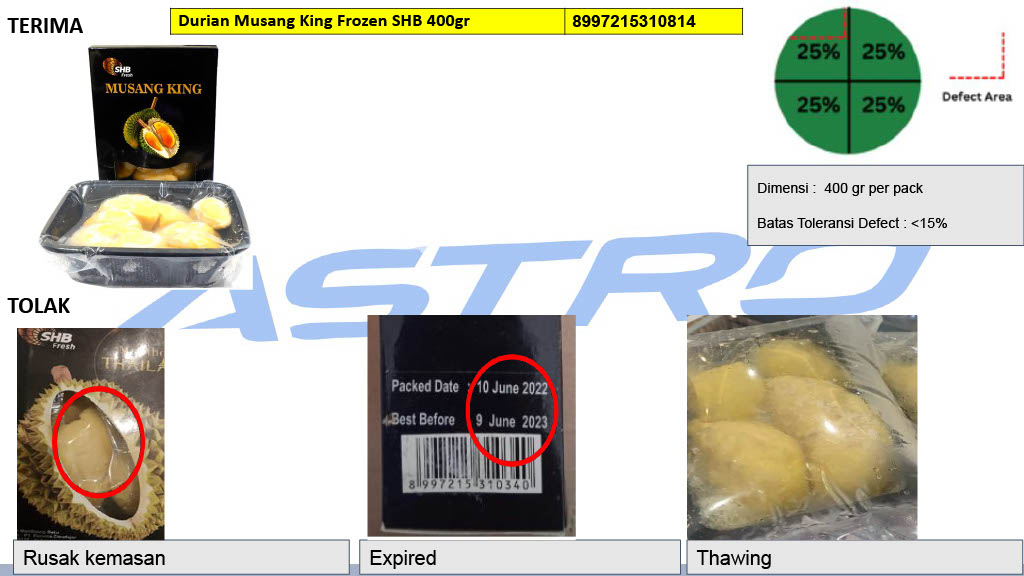 TERIMA
Durian Musang King Frozen SHB 400gr
8997215310814
SHB
Fresh
MUSANG KING
25% 25%
25% 25%
Defect Area
Dimensi : 400 gr per pack
Batas Toleransi Defect : <15%
ASTRO
TOLAK
SHB
Fresh
Packed Date : 10 June 2022
Best Before 9 June 2023
8 997215 310340
Rusak kemasan
Expired
Thawing